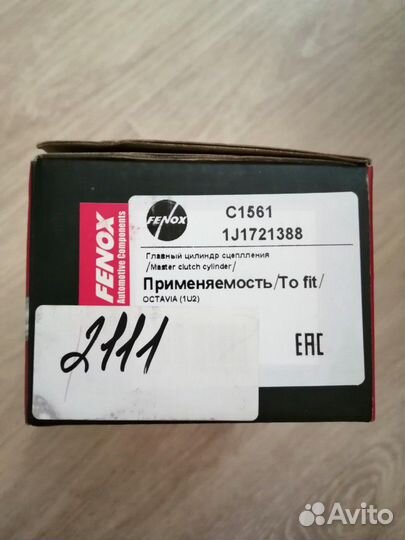 FENOX
Automotive Components
FENOX
C1561
1J1721388
Главный цилиндр сцепления
/Master clutch cylinder/
Применяемость/To fit/
OCTAVIA (1U2)
EAC
2111
Avito